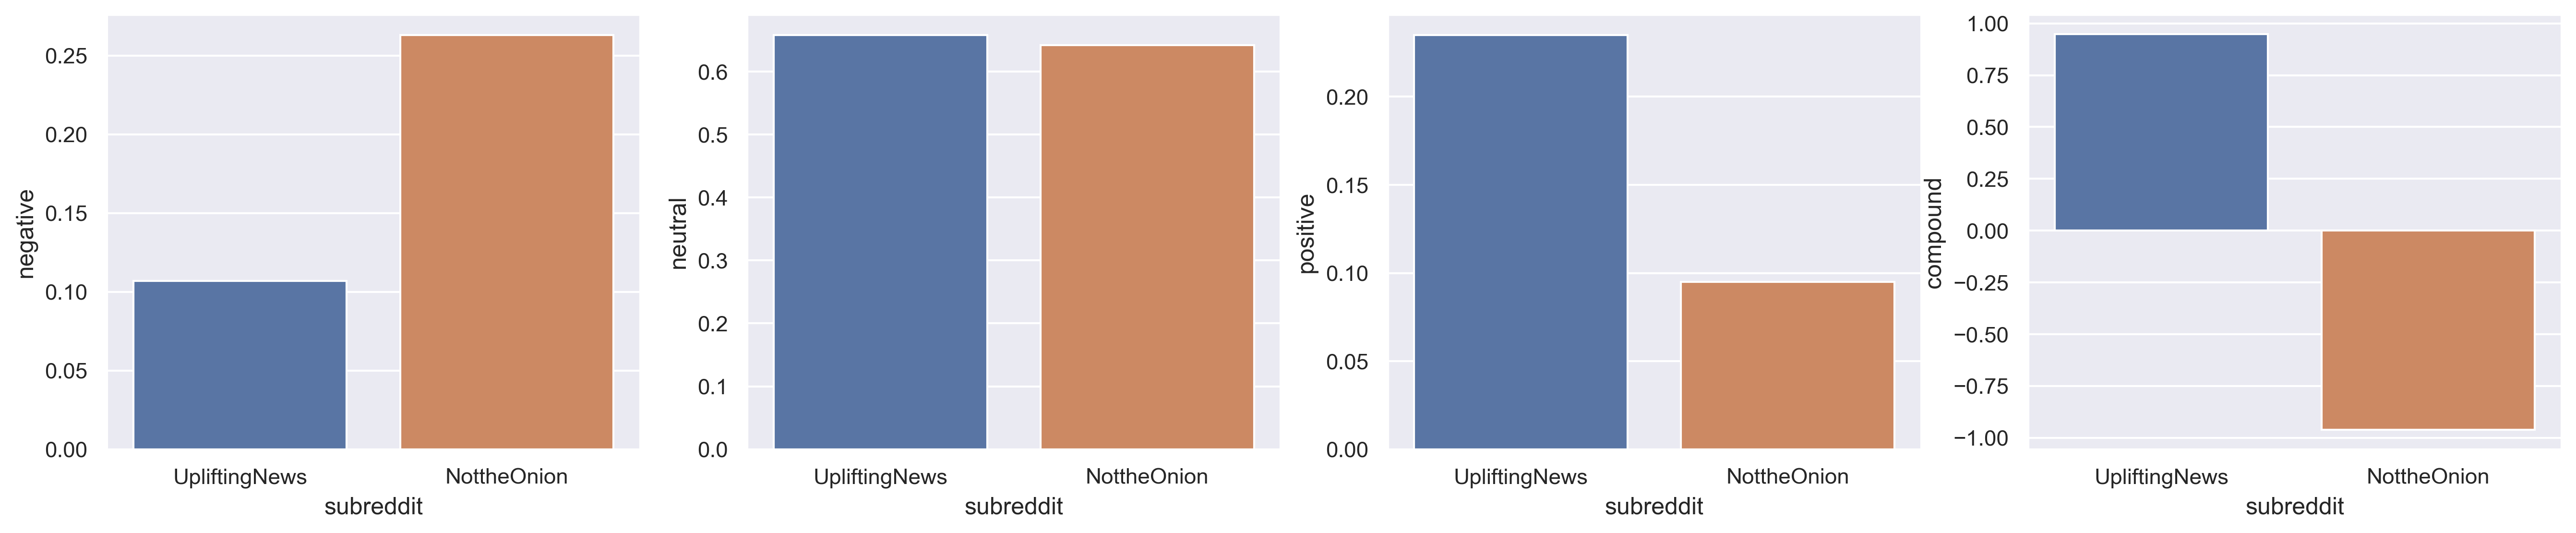 negative
0.25
0.20
0.15
0.10
0.05
0.00
UpliftingNews NottheOnion
subreddit
neutral
0.6
0.5
0.4
0.3
0.2
0.1
0.0
UpliftingNews NottheOnion
subreddit
positive
0.20
0.15
0.10
0.05
0.00
UpliftingNews NottheOnion
subreddit
compound
1.00
0.75
0.50
0.25
0.00
−0.25
−0.50
−0.75
−1.00
UpliftingNews NottheOnion
subreddit